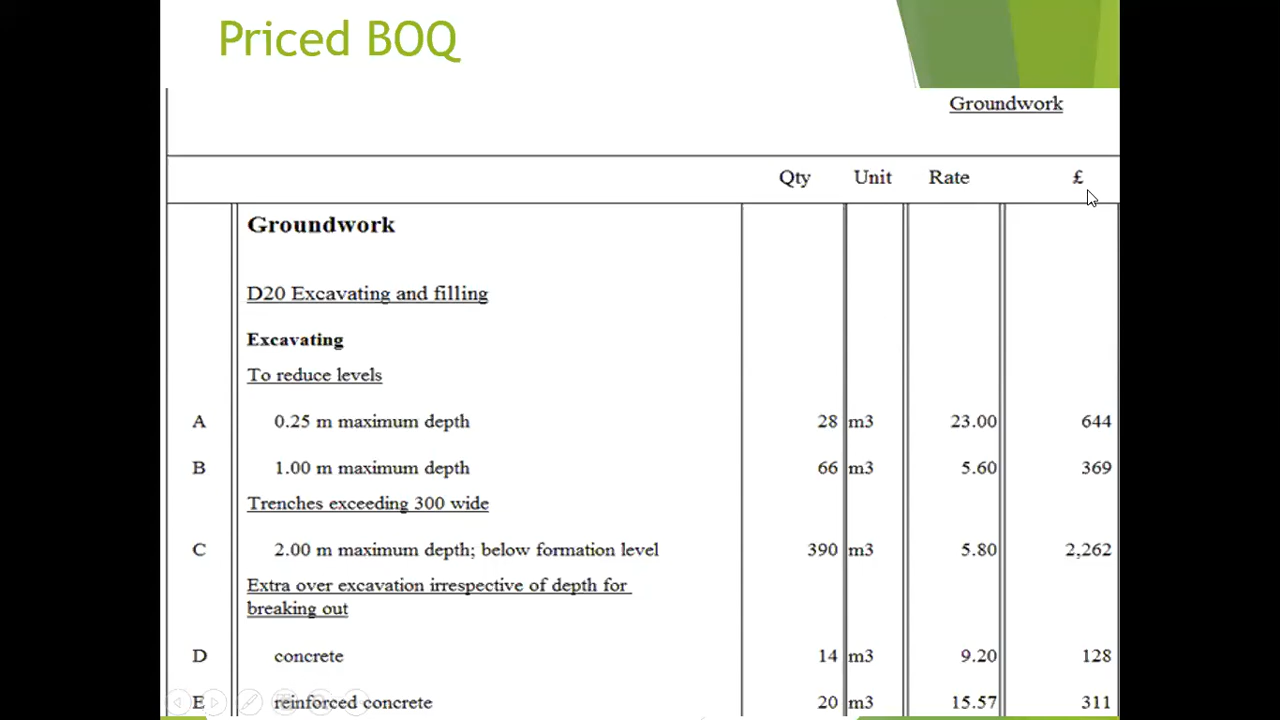 Priced BOQ
Groundwork
Qty Unit Rate £
Groundwork
D20 Excavating and filling
Excavating
To reduce levels
A 0.25 m maximum depth 28 m3 23.00 644
B 1.00 m maximum depth 66 m3 5.60 369
Trenches exceeding 300 wide
C 2.00 m maximum depth; below formation level 390 m3 5.80 2,262
Extra over excavation irrespective of depth for
breaking out
D concrete 14 m3 9.20 128
E reinforced concrete 20 m3 15.57 311